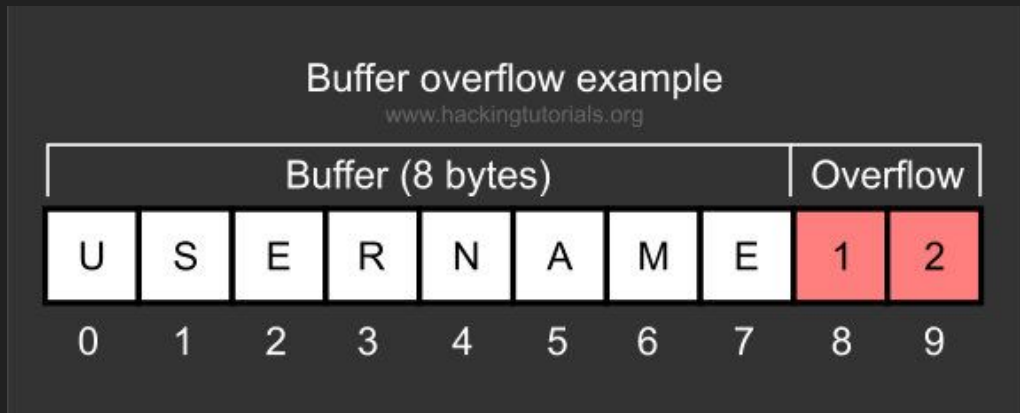 Buffer overflow example
www.hackingtutorials.org
Buffer (8 bytes) Overflow
U S E R N A M E 1 2
0 1 2 3 4 5 6 7 8 9